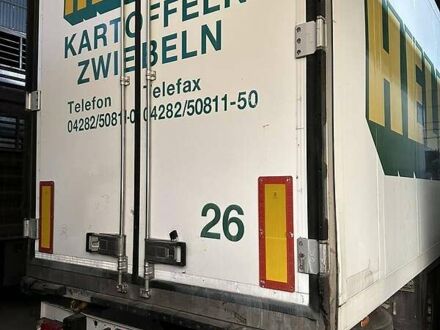 KARTOFFELN
ZWIEBELN
Telefon Telefax
04282/50811-0 04282/50811-50
26